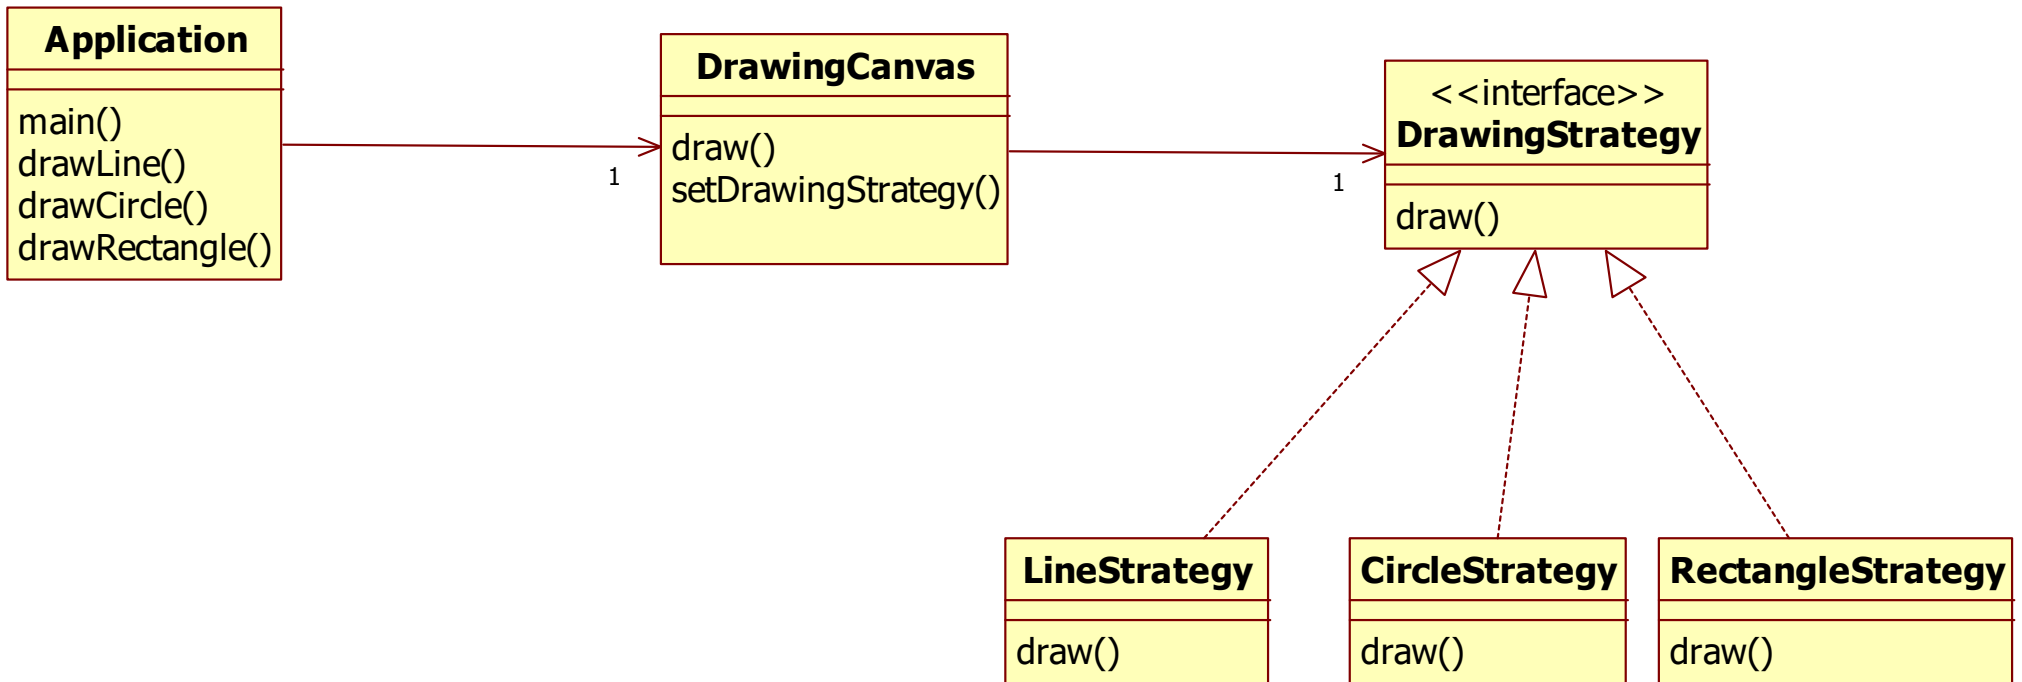 Application
main()
drawLine()
drawCircle()
drawRectangle()
1
DrawingCanvas
draw()
setDrawingStrategy()
1
<<interface>>
DrawingStrategy
draw()
LineStrategy
draw()
CircleStrategy
draw()
RectangleStrategy
draw()